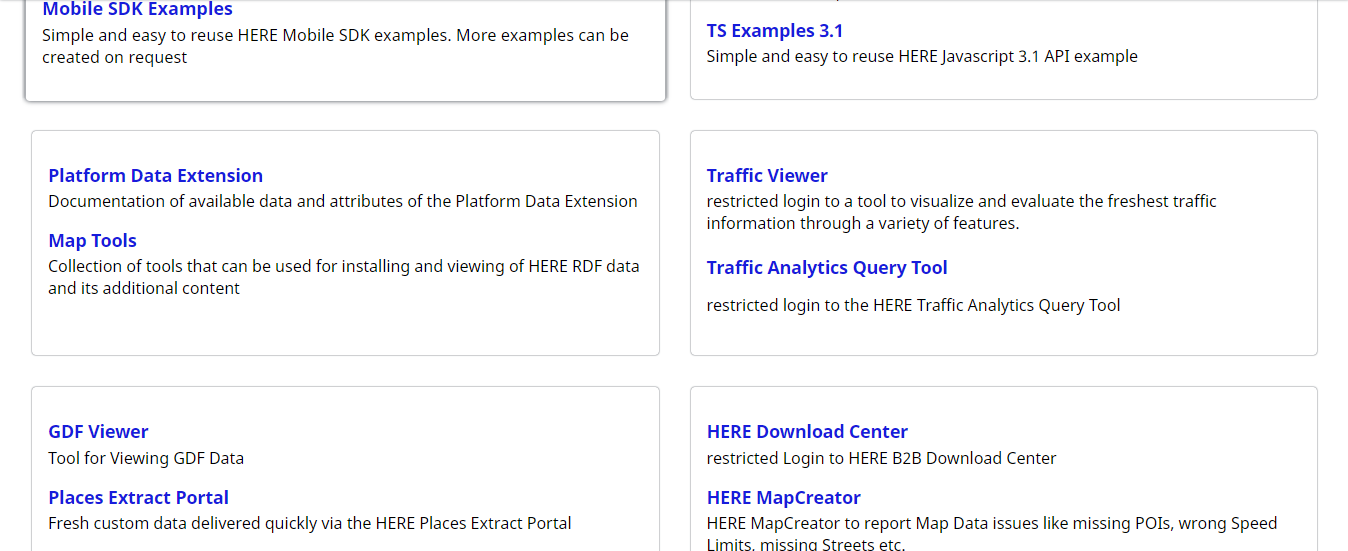 Mobile SDK Examples
Simple and easy to reuse HERE Mobile SDK examples. More examples can be
created on request
TS Examples 3.1
Simple and easy to reuse HERE Javascript 3.1 API example
Platform Data Extension
Documentation of available data and attributes of the Platform Data Extension
Map Tools
Collection of tools that can be used for installing and viewing of HERE RDF data
and its additional content
Traffic Viewer
restricted login to a tool to visualize and evaluate the freshest traffic
information through a variety of features.
Traffic Analytics Query Tool
restricted login to the HERE Traffic Analytics Query Tool
GDF Viewer
Tool for Viewing GDF Data
Places Extract Portal
Fresh custom data delivered quickly via the HERE Places Extract Portal
HERE Download Center
restricted Login to HERE B2B Download Center
HERE MapCreator
HERE MapCreator to report Map Data issues like missing POIs, wrong Speed
Limits, missing Streets etc.